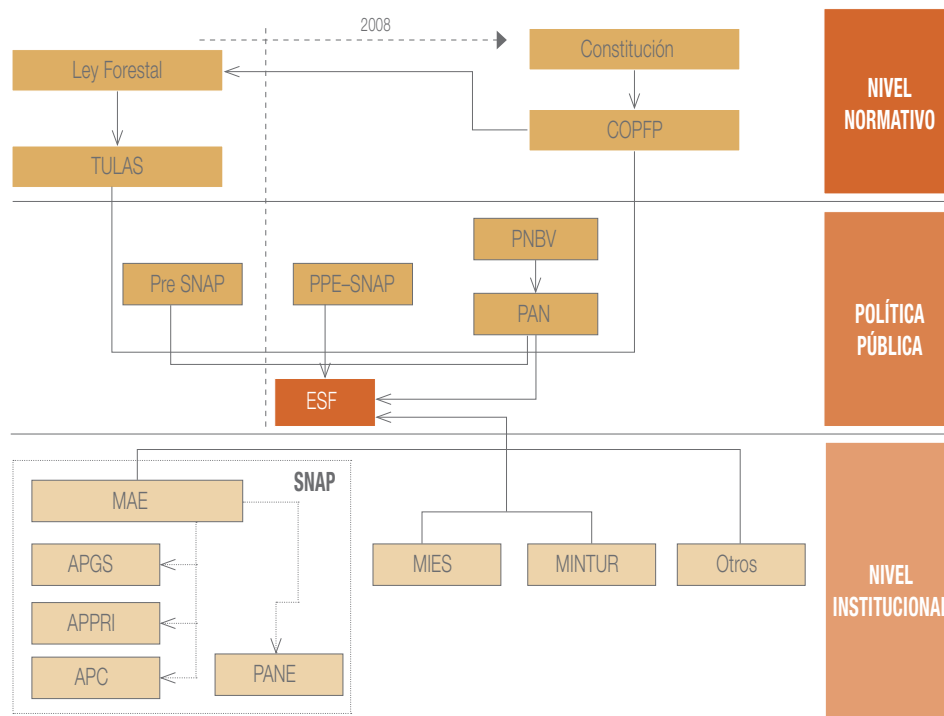 2008
Ley Forestal
Constitución
COPFP
TULAS
NIVEL
NORMATIVO
PNBV
Pre SNAP
PPE–SNAP
PAN
ESF
POLÍTICA
PÚBLICA
SNAP
MAE
APGS
MIES
MINTUR
Otros
APPRI
APC
PANE
NIVEL
INSTITUCIONAL